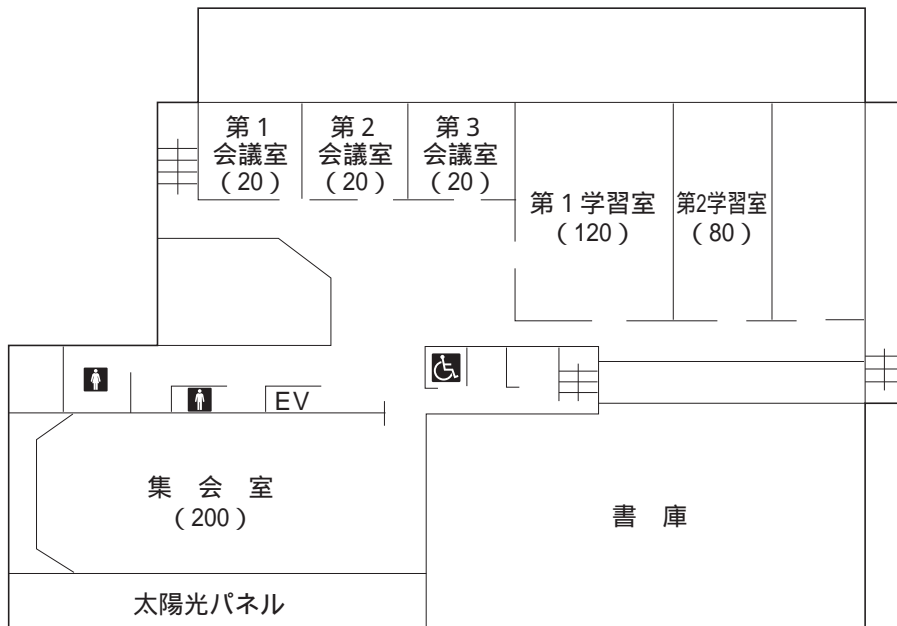 第1
会議室
(20)
第2
会議室
(20)
第3
会議室
(20)
第1学習室
(120)
第2学習室
(80)
EV
集会室
(200)
書庫
太陽光パネル